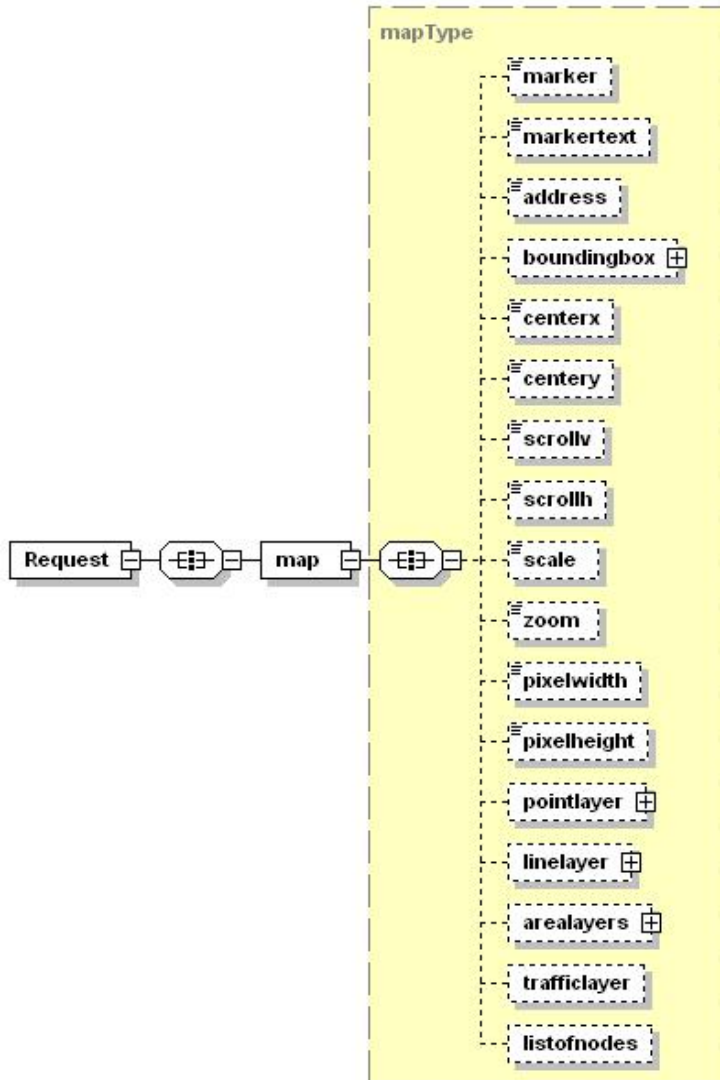 mapType
marker
markertext
address
boundingbox
centerx
centery
scrollv
scrollh
Request
map
scale
zoom
pixelwidth
pixelheight
pointlayer
linelayer
arealayers
trafficlayer
listofnodes